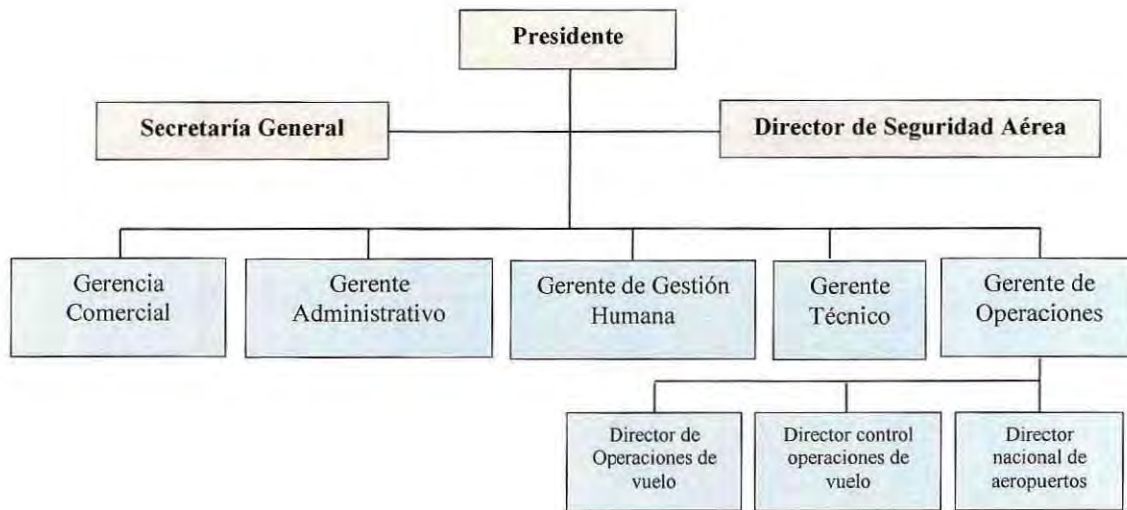 Presidente
Secretaría General
Director de Seguridad Aérea
Gerencia
Comercial
Gerente
Administrativo
Gerente de Gestión
Humana
Gerente
Técnico
Gerente de
Operaciones
Director de
Operaciones de
vuelo
Director control
operaciones de
vuelo
Director
nacional de
aeropuertos